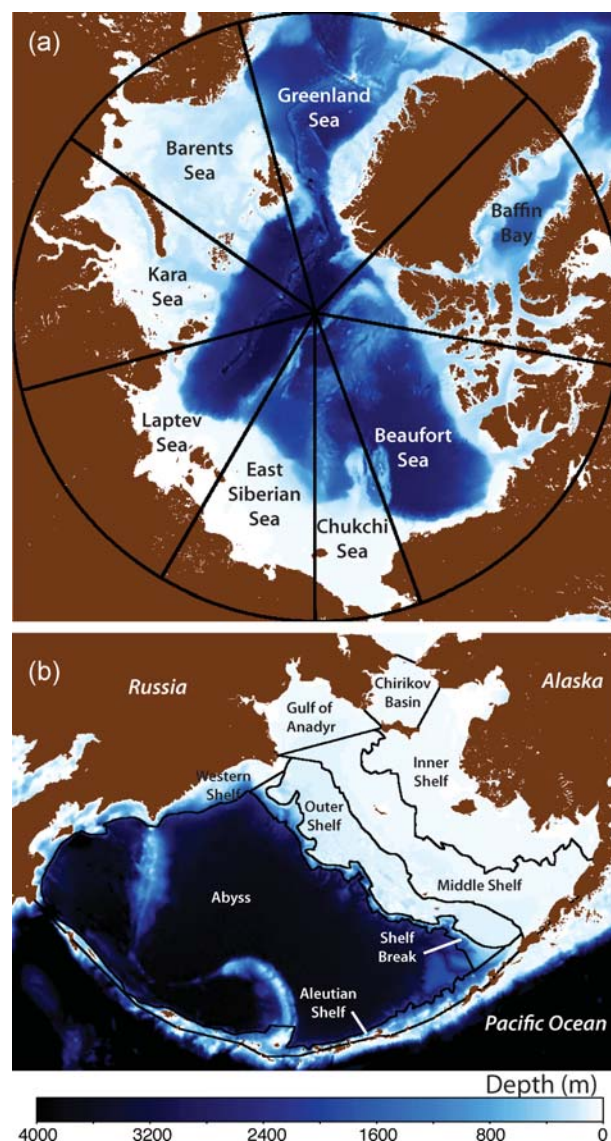 (a)
Greenland
Sea
Barents
Sea
Baffin
Bay
Kara
Sea
Laptev
Sea
East
Siberian
Sea
Beaufort
Sea
Chukchi
Sea
(b)
Russia
Alaska
Chirikov
Basin
Gulf of
Anadyr
Inner
Shelf
Western
Shelf
Outer
Shelf
Middle Shelf
Abyss
Shelf
Break
Aleutian
Shelf
Pacific Ocean
Depth (m)
4000 3200 2400 1600 800 0